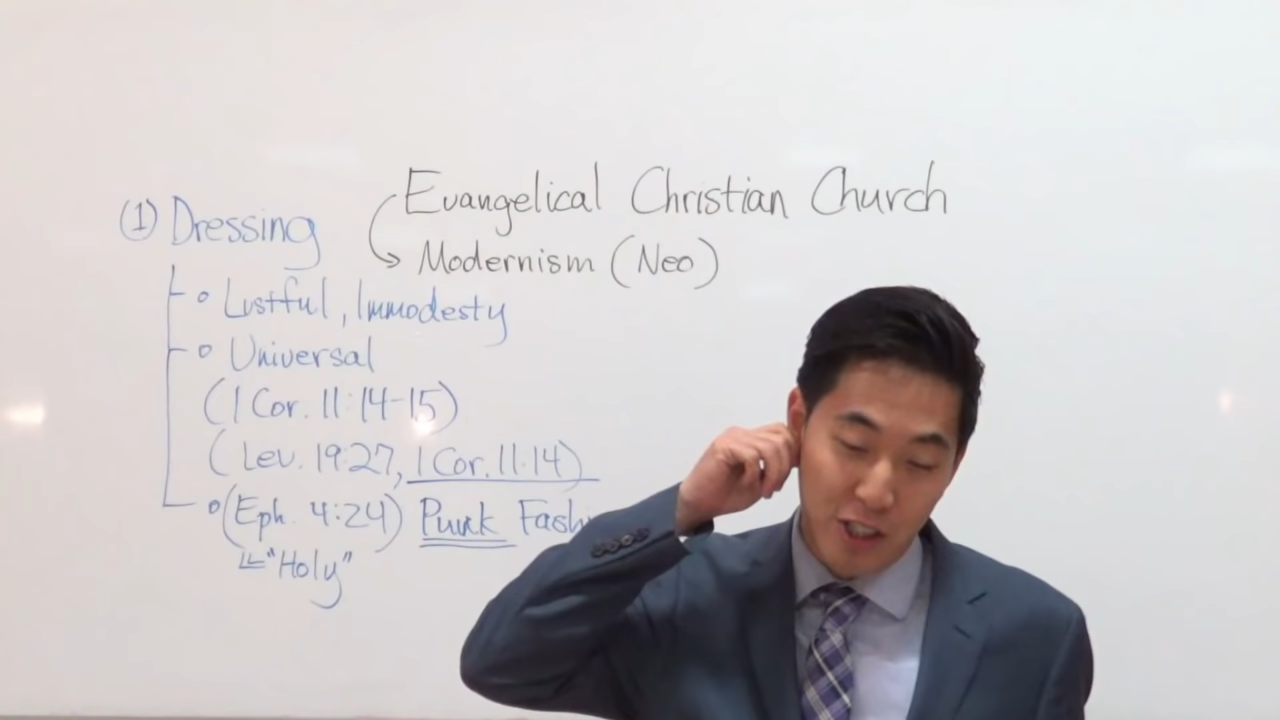 Evangelical Christian Church
Modernism (Neo)
(1) Dressing
Lustful, Immodesty
Universal
(1 Cor. 11:14-15)
(Lev. 19:27, 1 Cor. 11:14)
(Eph. 4:24) Punk
"Holy"